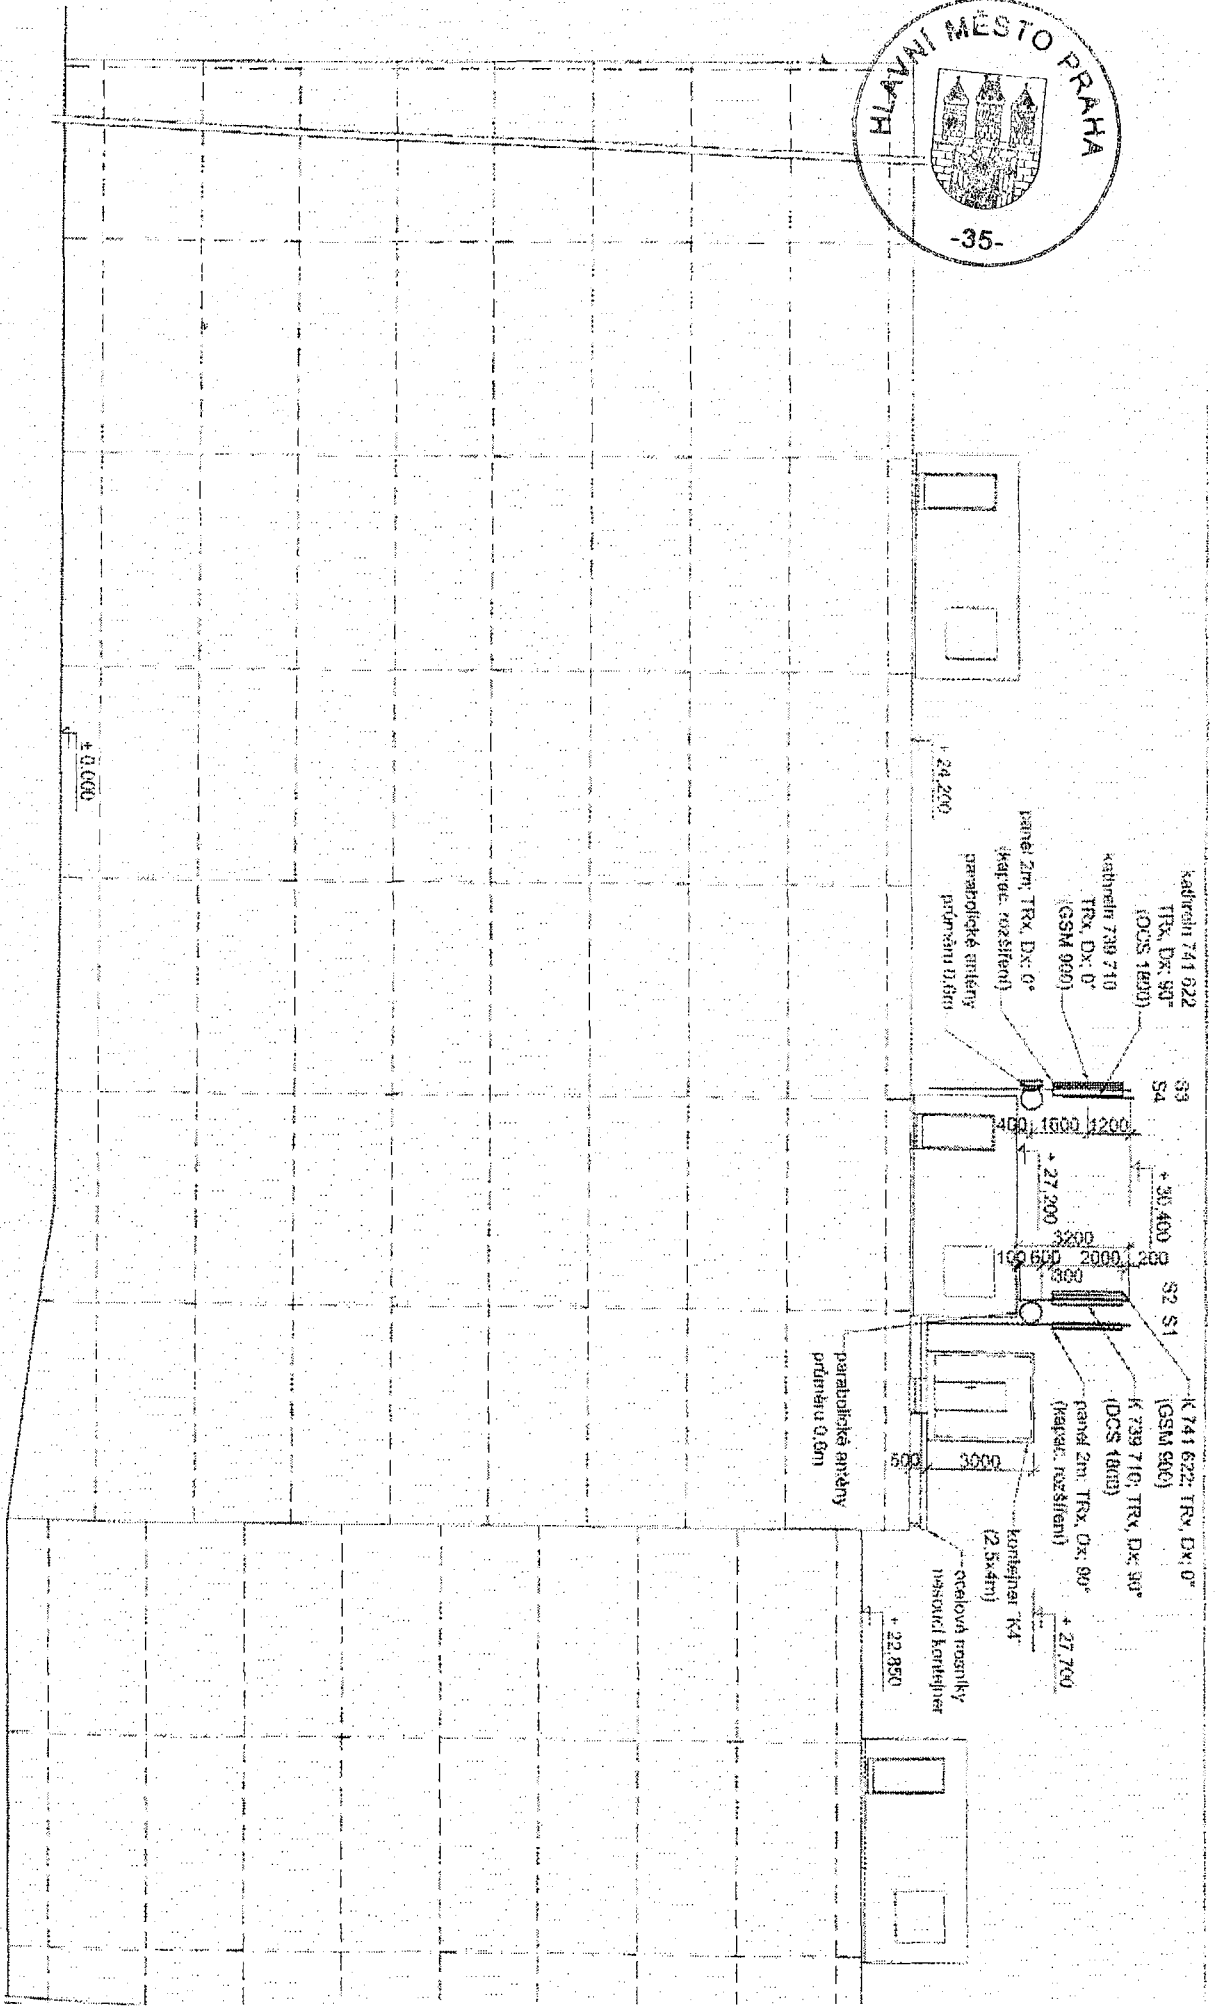 HLAVNÍ MĚSTO PRAHA
-35-
kathrein 741 622
TRx, Dx: 90°
(DCS 1800)
kathrein 739 710
TRx, Dx: 0°
(GSM 900)
panel 2m; TRx, Dx: 0°
(kapac. rozšíření)
parabolické antény
průměru 0,6m
S3
S4
S2 S1
K 741 622; TRx, Dx; 0°
(GSM 900)
K 739 710; TRx, Dx; 90°
(DCS 1800)
panel 2m; TRx, Dx; 90°
(kapac. rozšíření)
+ 30,400
+ 27,200
400 1600 1200
3200
100 600 2000 200
300
+ 24,200
± 0,000
parabolické antény
průměru 0,6m
600
3000
+ 27,700
kontejner "K4"
(2,5x4m)
ocelové nosníky
nesoucí kontejner
+ 22,850